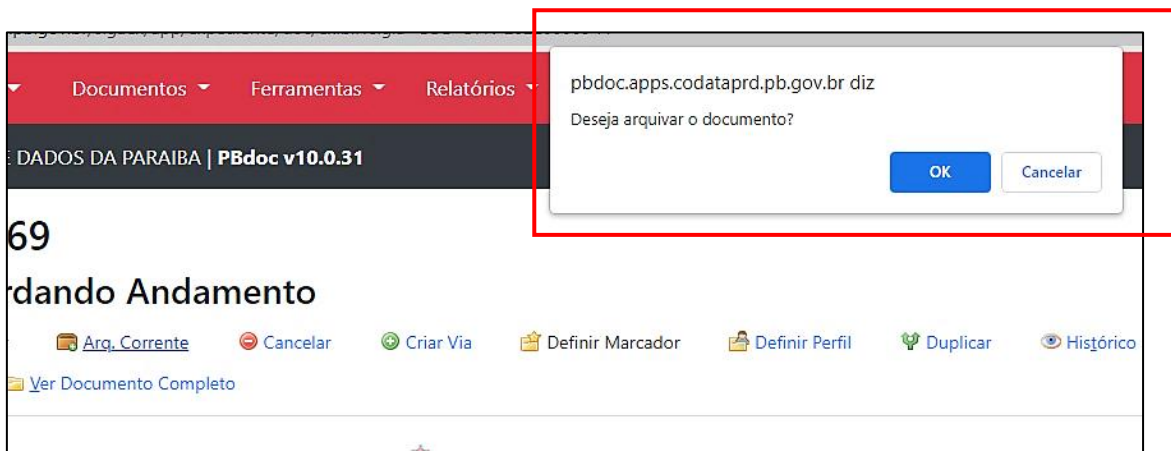 Documentos
Ferramentas
Relatórios
pbdoc.apps.codataprd.pb.gov.br diz
Deseja arquivar o documento?
OK
Cancelar
E DADOS DA PARAIBA | PBdoc v10.0.31
69
rdando Andamento
Arq. Corrente
Cancelar
Criar Via
Definir Marcador
Definir Perfil
Duplicar
Histórico
Ver Documento Completo